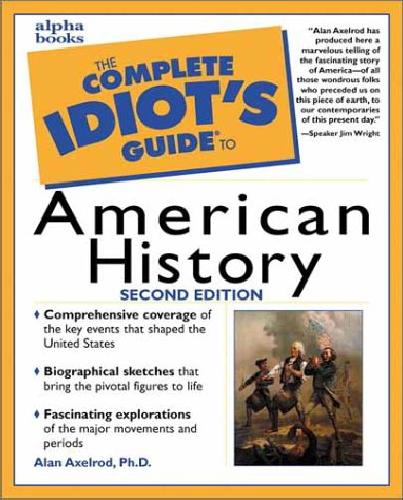 alpha
books
THE
COMPLETE
IDIOT'S
GUIDE® TO
"Alan Axelrod has
produced here a
marvelous telling of
the fascinating story
of America—of all
those wondrous folks
who preceded us on
this piece of earth, to
our contemporaries
of this present day."
—Speaker Jim Wright
American
History
SECOND EDITION
♦ Comprehensive coverage of
the key events that shaped the
United States
♦ Biographical sketches that
bring the pivotal figures to life
♦ Fascinating explorations
of the major movements and
periods
Alan Axelrod, Ph.D.